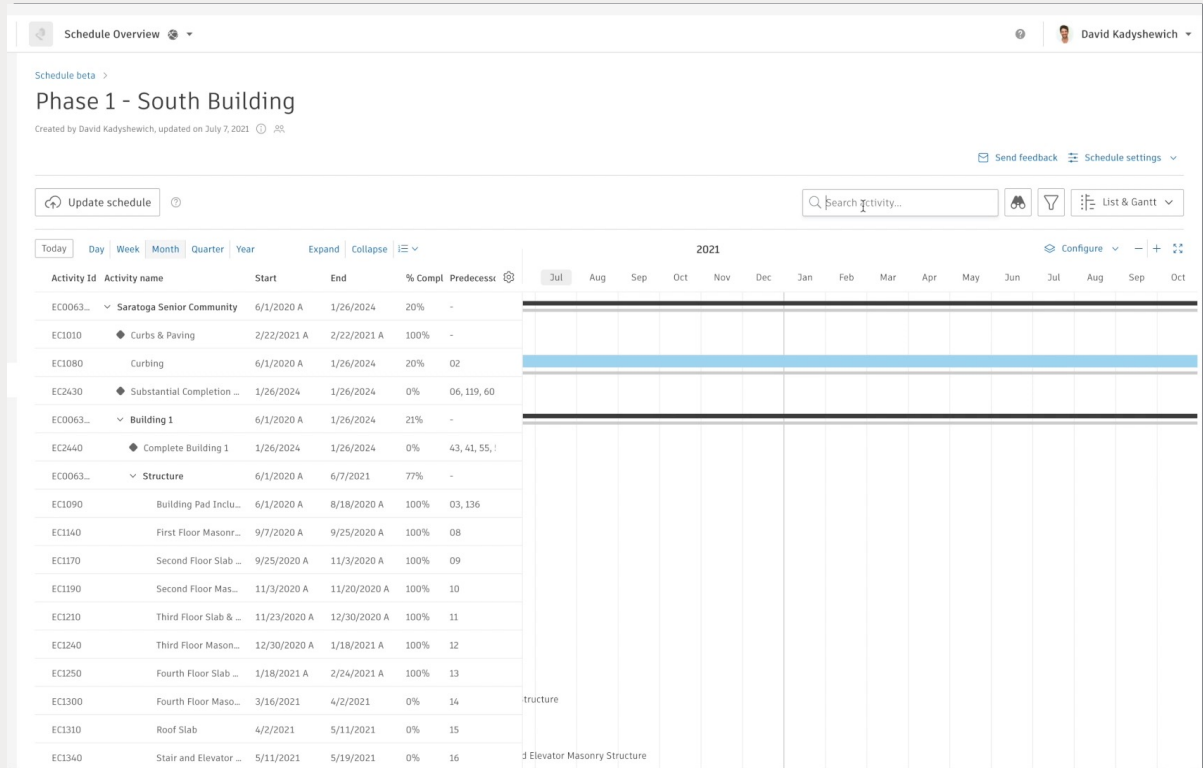 Schedule Overview
David Kadyshewich
Schedule beta >
Phase 1 - South Building
Created by David Kadyshewich, updated on July 7, 2021
Send feedback Schedule settings
Update schedule
Search activity...
List & Gantt
Today Day Week Month Quarter Year Expand Collapse 2021 Configure
Activity Id Activity name Start End % Compl Predecessc Jul Aug Sep Oct Nov Dec Jan Feb Mar Apr May Jun Jul Aug Sep Oct
EC0063... Saratoga Senior Community 6/1/2020 A 1/26/2024 20% -
EC1010 Curbs & Paving 2/22/2021 A 2/22/2021 A 100% -
EC1080 Curbing 6/1/2020 A 1/26/2024 20% 02
EC2430 Substantial Completion ... 1/26/2024 1/26/2024 0% 06, 119, 60
EC0063... Building 1 6/1/2020 A 1/26/2024 21% -
EC2440 Complete Building 1 1/26/2024 1/26/2024 0% 43, 41, 55,
EC0063... Structure 6/1/2020 A 6/7/2021 77% -
EC1090 Building Pad Inclu... 6/1/2020 A 8/18/2020 A 100% 03, 136
EC1140 First Floor Masonr... 9/7/2020 A 9/25/2020 A 100% 08
EC1170 Second Floor Slab ... 9/25/2020 A 11/3/2020 A 100% 09
EC1190 Second Floor Mas... 11/3/2020 A 11/20/2020 A 100% 10
EC1210 Third Floor Slab & ... 11/23/2020 A 12/30/2020 A 100% 11
EC1240 Third Floor Mason... 12/30/2020 A 1/18/2021 A 100% 12
EC1250 Fourth Floor Slab ... 1/18/2021 A 2/24/2021 A 100% 13
EC1300 Fourth Floor Maso... 3/16/2021 4/2/2021 0% 14 tructure
EC1310 Roof Slab 4/2/2021 5/11/2021 0% 15
EC1340 Stair and Elevator ... 5/11/2021 5/19/2021 0% 16 d Elevator Masonry Structure